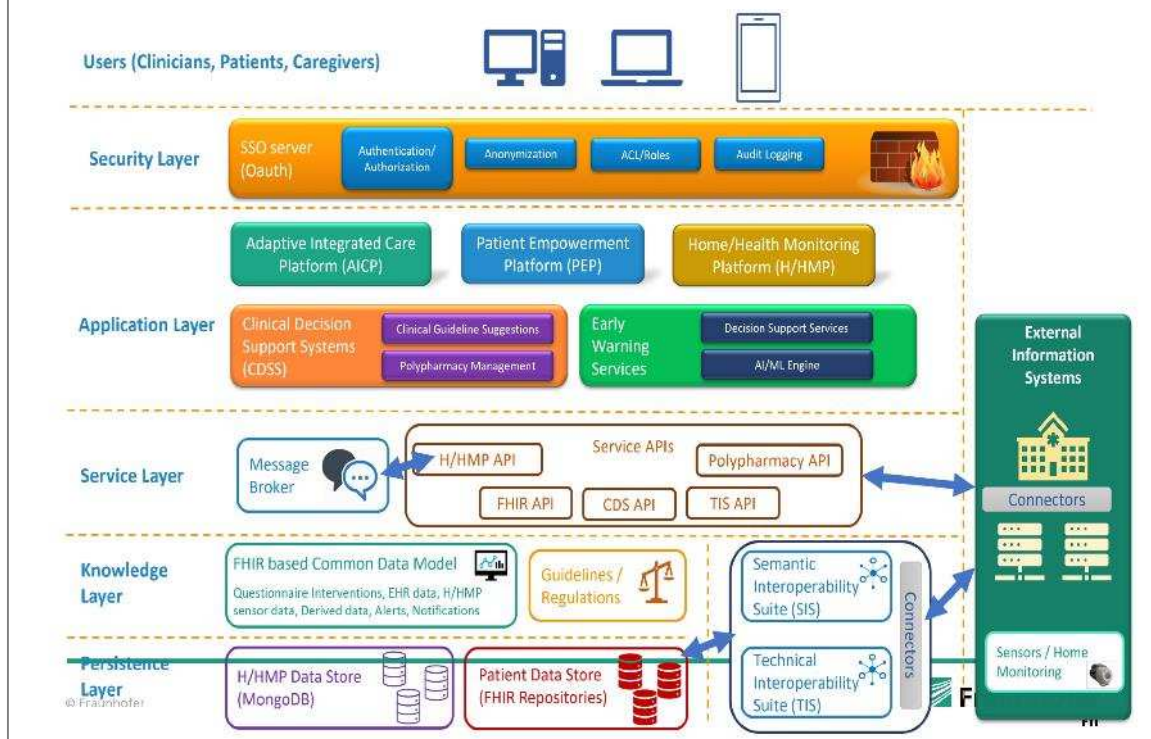 Users (Clinicians, Patients, Caregivers)
Security Layer
SSO server
(Oauth)
Authentication/
Authorization
Anonymization
ACL/Roles
Audit Logging
Application Layer
Adaptive Integrated Care
Platform (AICP)
Patient Empowerment
Platform (PEP)
Home/Health Monitoring
Platform (H/HMP)
Clinical Decision
Support Systems
(CDSS)
Clinical Guideline Suggestions
Polypharmacy Management
Early
Warning
Services
Decision Support Services
AI/ML Engine
External
Information
Systems
Connectors
Sensors / Home
Monitoring
Service Layer
Message
Broker
Service APIs
H/HMP API
Polypharmacy API
FHIR API
CDS API
TIS API
Knowledge
Layer
FHIR based Common Data Model
Questionnaire Interventions, EHR data, H/HMP
sensor data, Derived data, Alerts, Notifications
Guidelines /
Regulations
Semantic
Interoperability
Suite (SIS)
Connectors
Persistence
Layer
H/HMP Data Store
(MongoDB)
Patient Data Store
(FHIR Repositories)
Technical
Interoperability
Suite (TIS)
© Fraunhofer